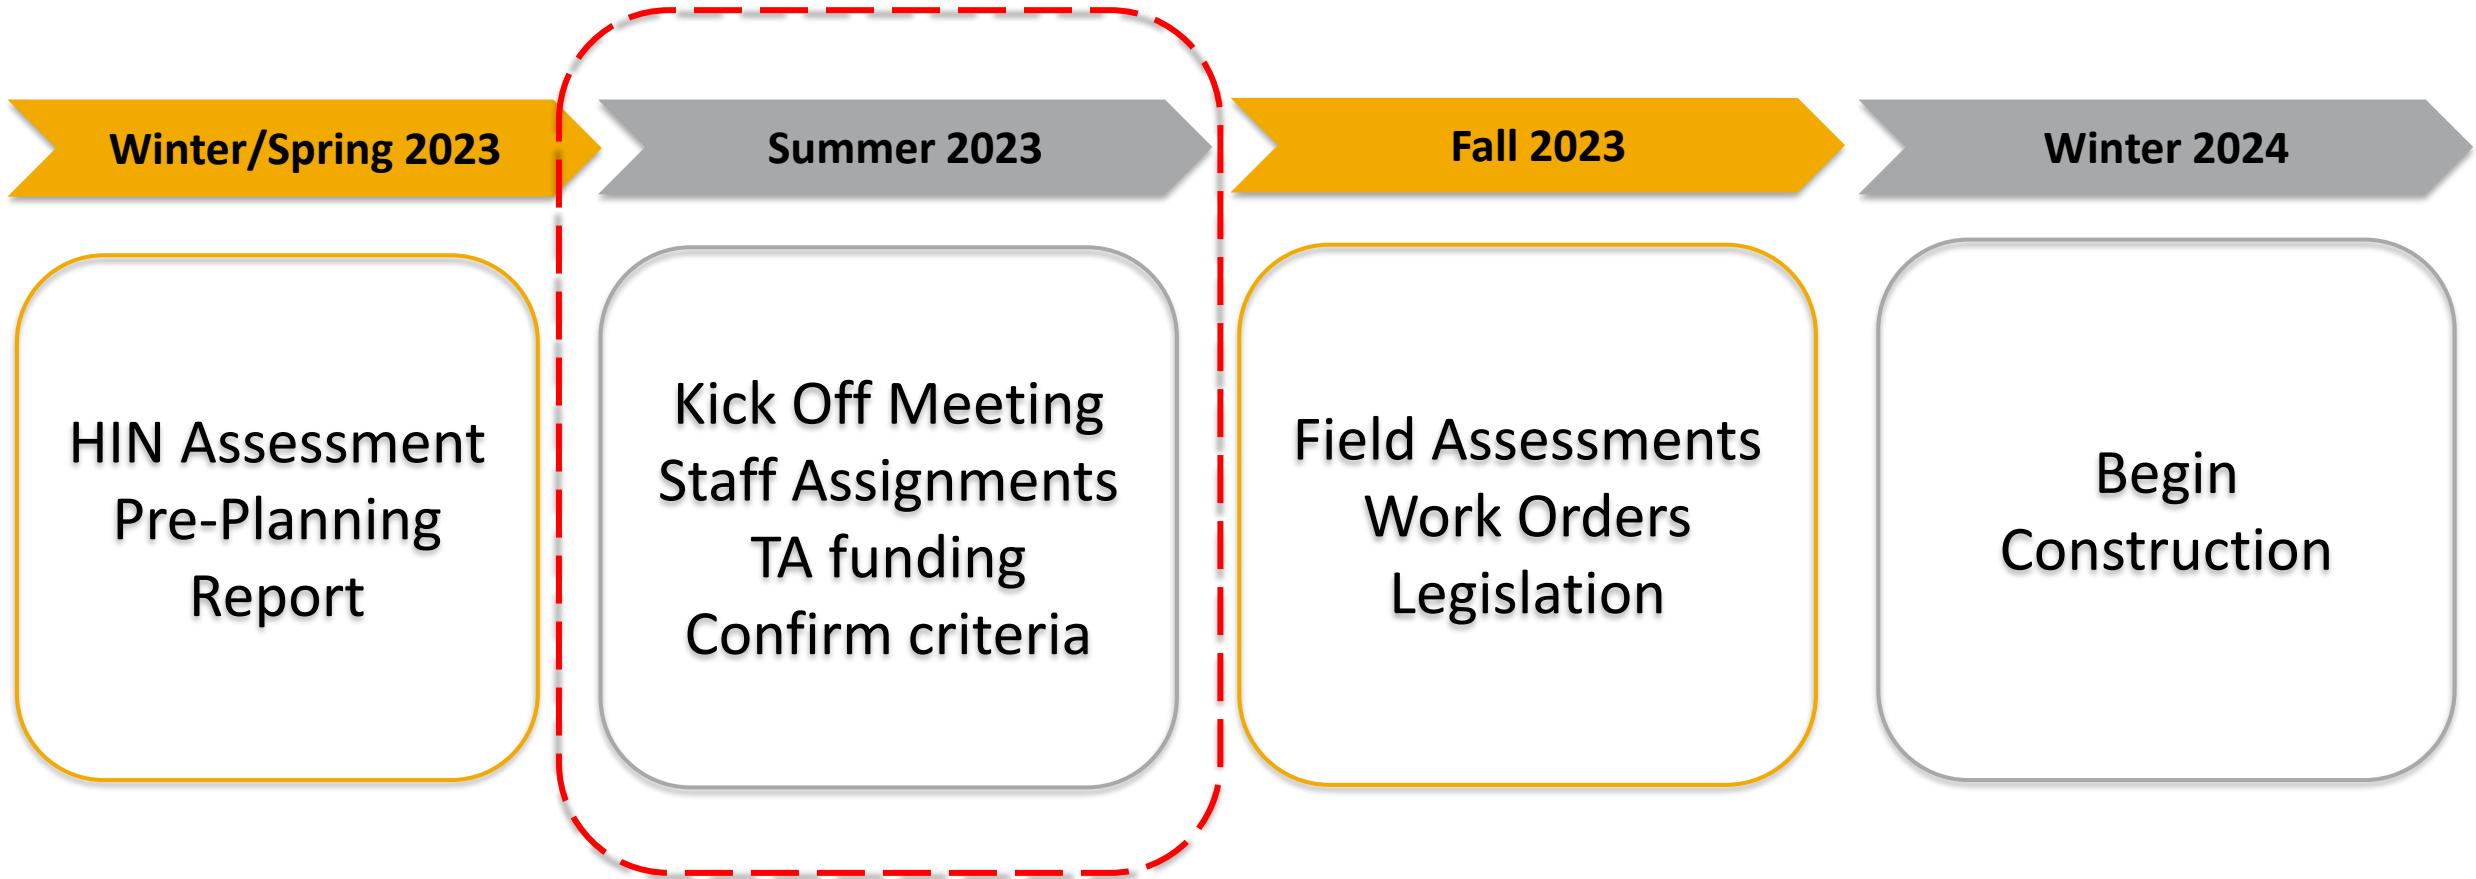 Winter/Spring 2023
Summer 2023
Fall 2023
Winter 2024
HIN Assessment
Pre-Planning
Report
Kick Off Meeting
Staff Assignments
TA funding
Confirm criteria
Field Assessments
Work Orders
Legislation
Begin
Construction